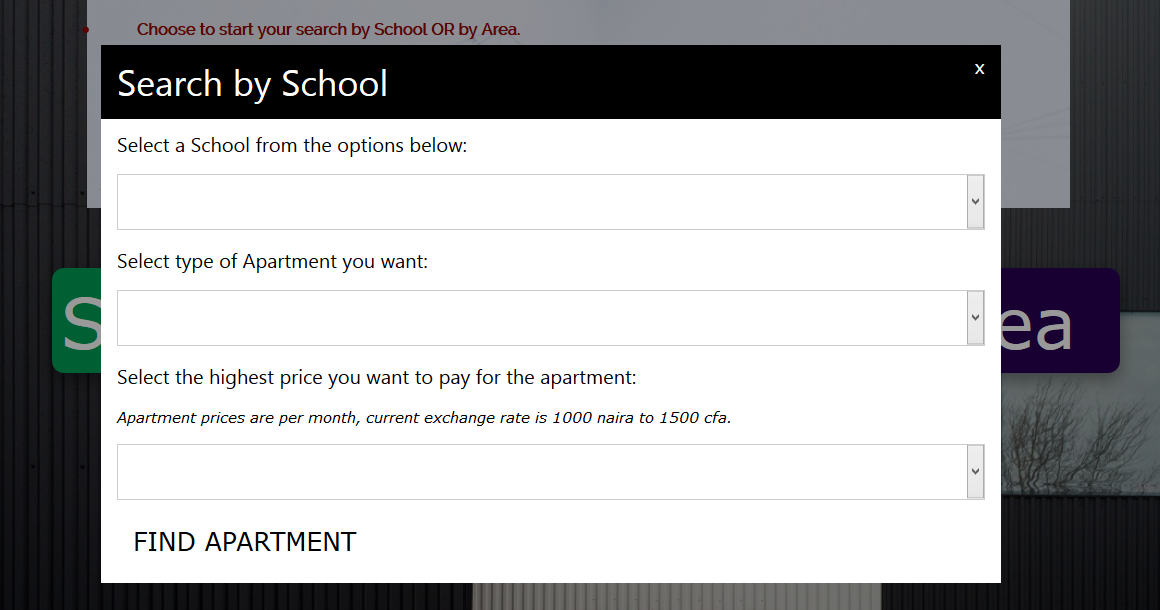 Choose to start your search by School OR by Area.
Search by School
x
Select a School from the options below:
Select type of Apartment you want:
S
ea
Select the highest price you want to pay for the apartment:
Apartment prices are per month, current exchange rate is 1000 naira to 1500 cfa.
FIND APARTMENT